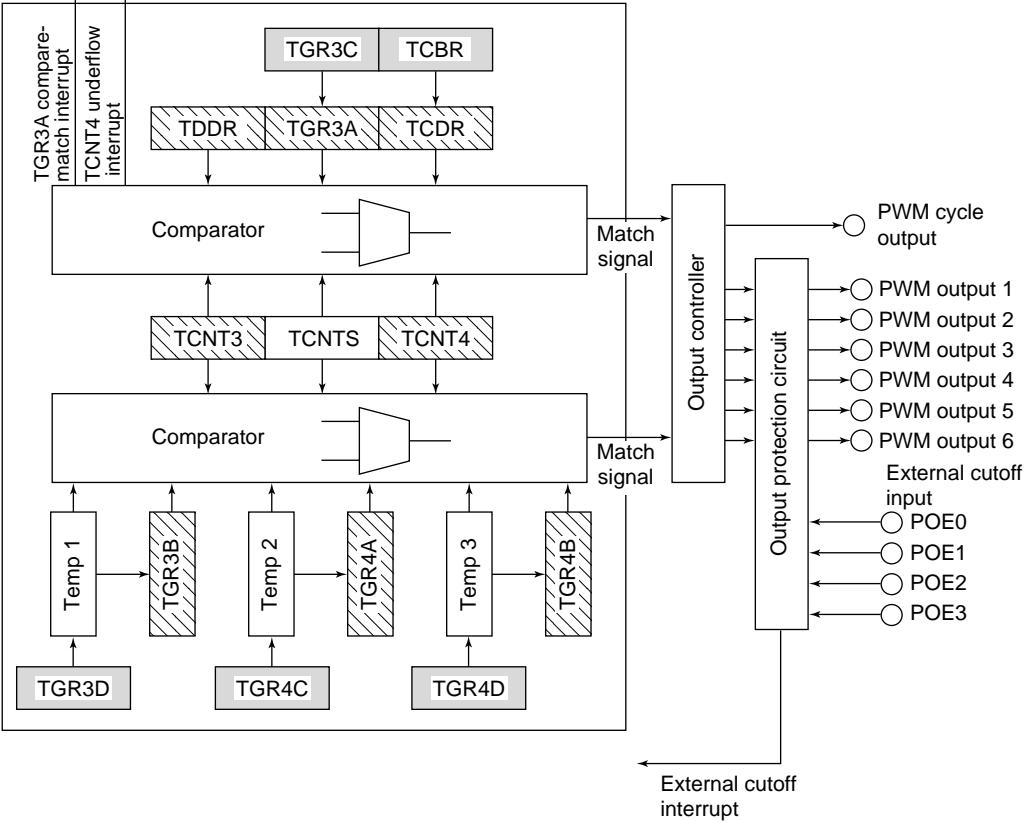 TGR3A compare-
match interrupt
TCNT4 underflow
interrupt
TGR3C
TCBR
TDDR
TGR3A
TCDR
Comparator
Match
signal
TCNT3
TCNTS
TCNT4
Comparator
Match
signal
Temp 1
TGR3B
Temp 2
TGR4A
Temp 3
TGR4B
TGR3D
TGR4C
TGR4D
Output controller
Output protection circuit
PWM cycle
output
PWM output 1
PWM output 2
PWM output 3
PWM output 4
PWM output 5
PWM output 6
External cutoff
input
POE0
POE1
POE2
POE3
External cutoff
interrupt